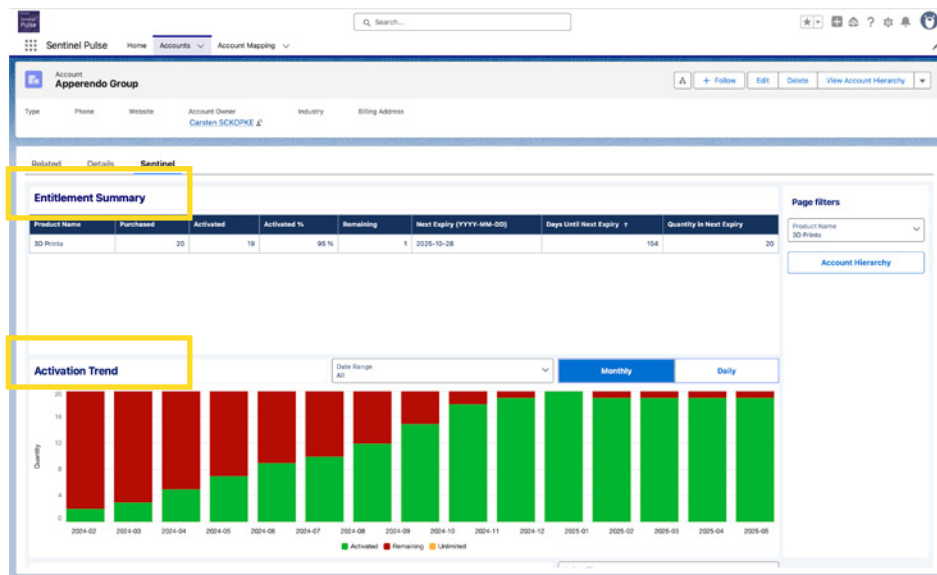 Sentinel Pulse
Search...
Sentinel Pulse Home Accounts Account Mapping
Account
Apperendo Group
+ Follow Edit Delete View Account Hierarchy
Type Phone Website Account Owner Industry Billing Address
Carsten SCKOPKE
Related Details Sentinel
Entitlement Summary
Page filters
Product Name Purchased Activated Activated % Remaining Next Expiry (YYYY-MM-DD) Days Until Next Expiry ↑ Quantity in Next Expiry
3D Prints 20 19 95 % 1 2025-10-28 154 20
Product Name
3D Prints
Account Hierarchy
Activation Trend
Date Range
All
Monthly Daily
Quantity
20
16
12
8
4
0
2024-02 2024-03 2024-04 2024-05 2024-06 2024-07 2024-08 2024-09 2024-10 2024-11 2024-12 2025-01 2025-02 2025-03 2025-04 2025-05
Activated Remaining Unlimited